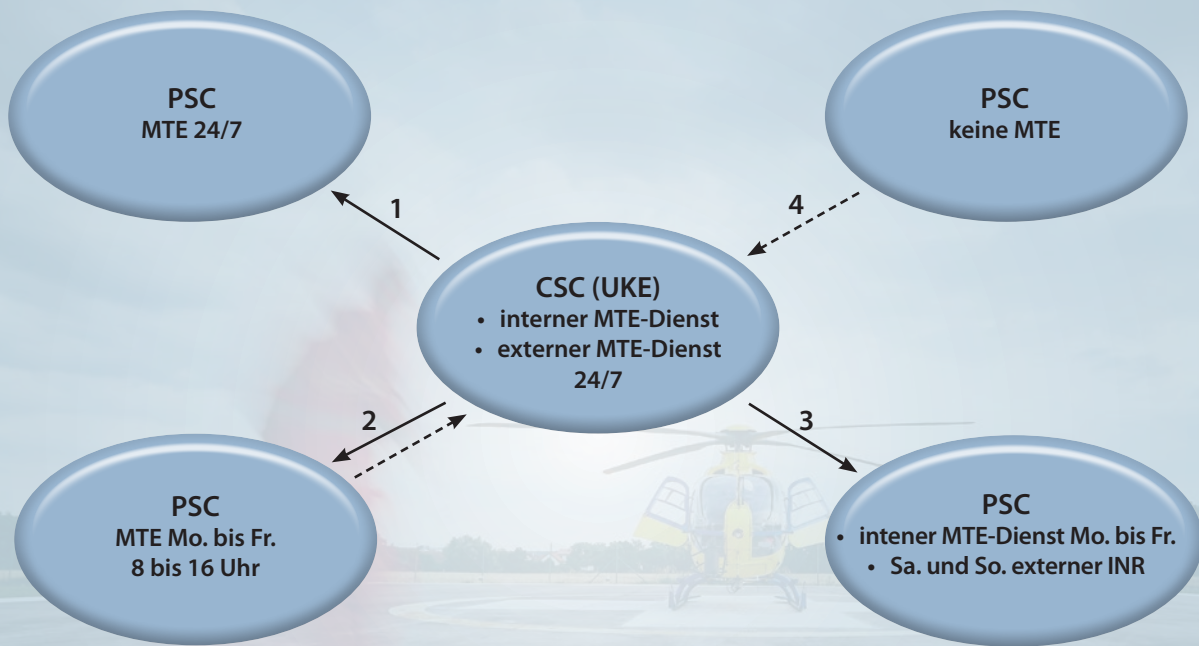 PSC
MTE 24/7
PSC
keine MTE
1
4
CSC (UKE)
• interner MTE-Dienst
• externer MTE-Dienst
24/7
2
3
PSC
MTE Mo. bis Fr.
8 bis 16 Uhr
PSC
• intener MTE-Dienst Mo. bis Fr.
• Sa. und So. externer INR